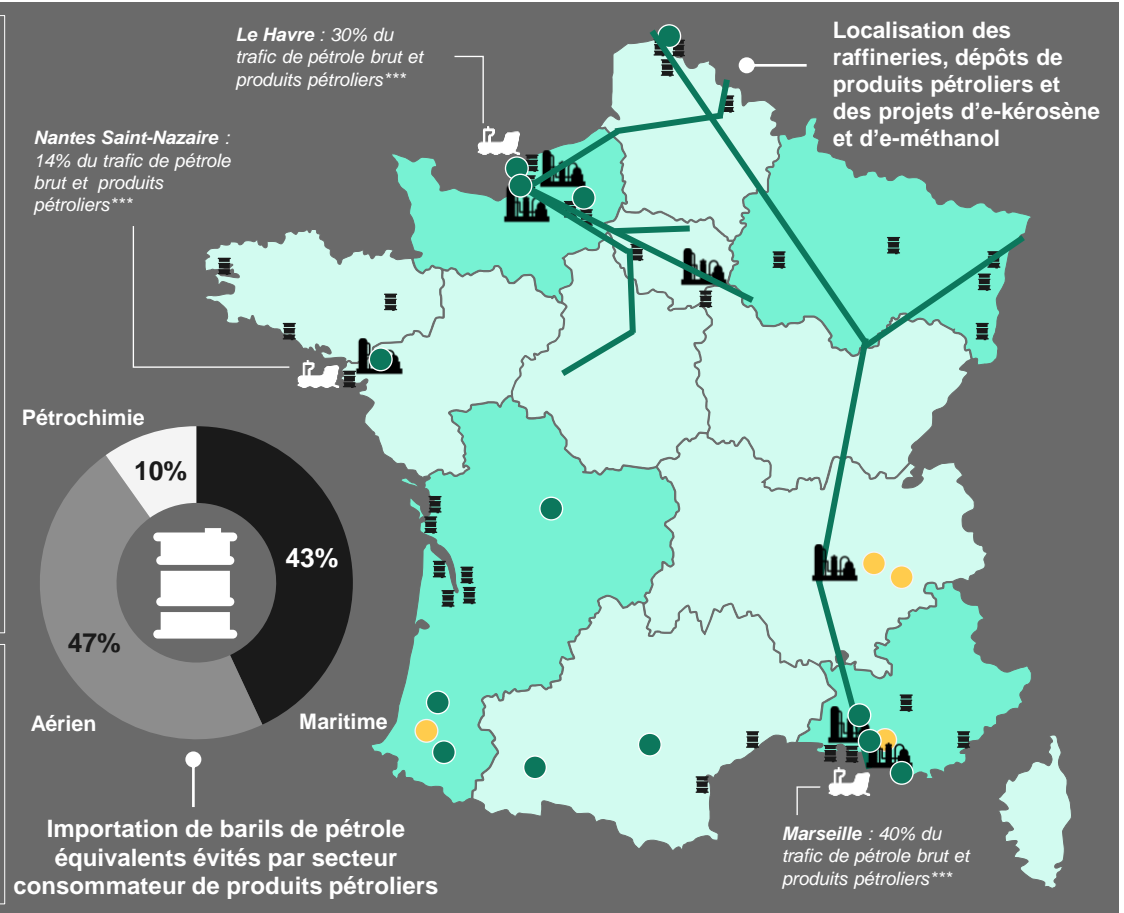 Le Havre : 30% du
trafic de pétrole brut et
produits pétroliers***
Localisation des
raffineries, dépôts de
produits pétroliers et
des projets d'e-kérosène
et d'e-méthanol
Nantes Saint-Nazaire :
14% du trafic de pétrole
brut et produits
pétroliers***
Pétrochimie
10%
43%
47%
Aérien
Maritime
Importation de barils de pétrole
équivalents évités par secteur
consommateur de produits pétroliers
Marseille : 40% du
trafic de pétrole brut et
produits pétroliers***